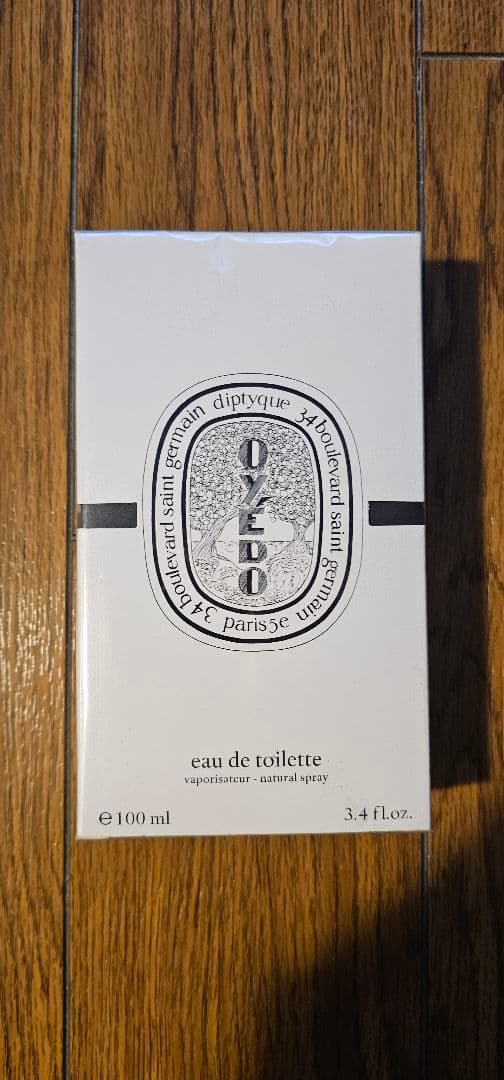 34 boulevard saint germain diptyque 34 boulevard saint germain
paris 5e
OYÉDO
eau de toilette
vaporisateur - natural spray
℮ 100 ml
3.4 fl.oz.